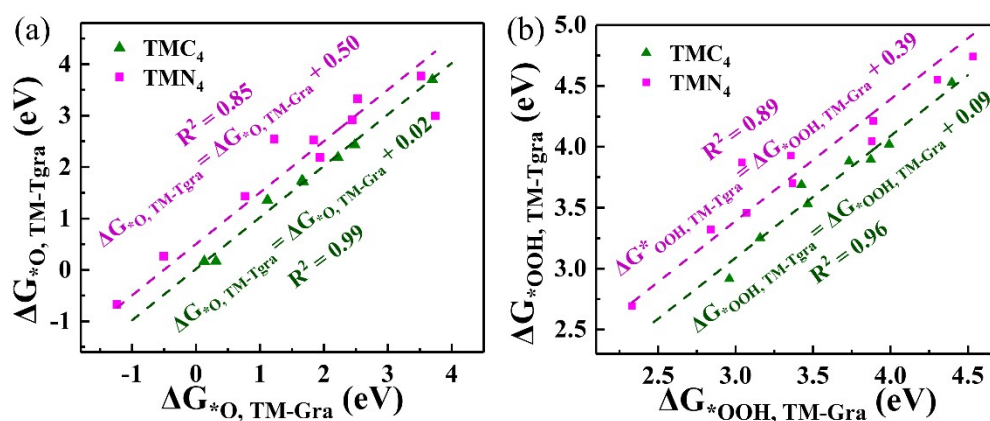 (a)
TMC₄
TMN₄
R² = 0.85
ΔG*O, TM-Tgra = ΔG*O, TM-Gra + 0.50
ΔG*O, TM-Tgra = ΔG*O, TM-Gra + 0.02
R² = 0.99
ΔG*O, TM-Tgra (eV)
4
3
2
1
0
-1
-1 0 1 2 3 4
ΔG*O, TM-Gra (eV)
(b)
TMC₄
TMN₄
R² = 0.89
ΔG*OOH, TM-Tgra = ΔG*OOH, TM-Gra + 0.39
ΔG*OOH, TM-Tgra = ΔG*OOH, TM-Gra + 0.09
R² = 0.96
ΔG*OOH, TM-Tgra (eV)
5.0
4.5
4.0
3.5
3.0
2.5
2.5 3.0 3.5 4.0 4.5
ΔG*OOH, TM-Gra (eV)